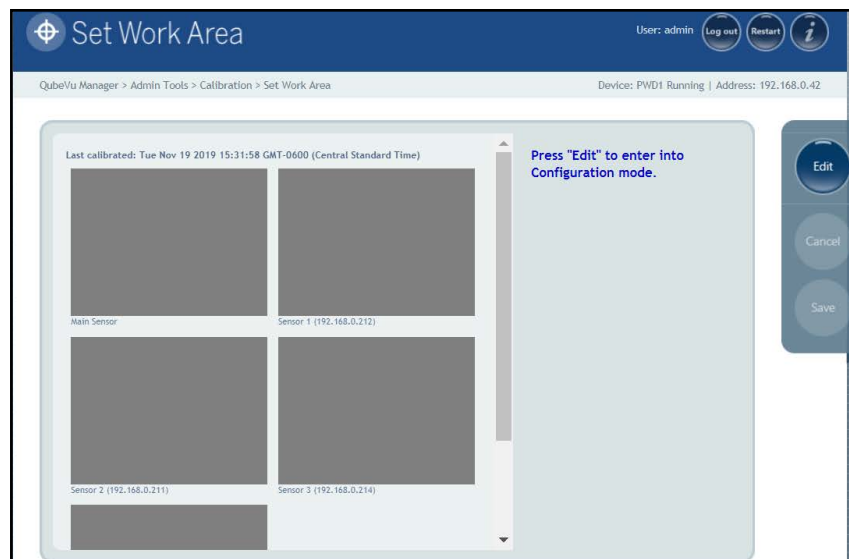 Set Work Area
User: admin
Log out
Restart
i
QubeVu Manager > Admin Tools > Calibration > Set Work Area
Device: PWD1 Running | Address: 192.168.0.42
Last calibrated: Tue Nov 19 2019 15:31:58 GMT-0600 (Central Standard Time)
Press "Edit" to enter into
Configuration mode.
Edit
Cancel
Save
Main Sensor
Sensor 1 (192.168.0.212)
Sensor 2 (192.168.0.211)
Sensor 3 (192.168.0.214)